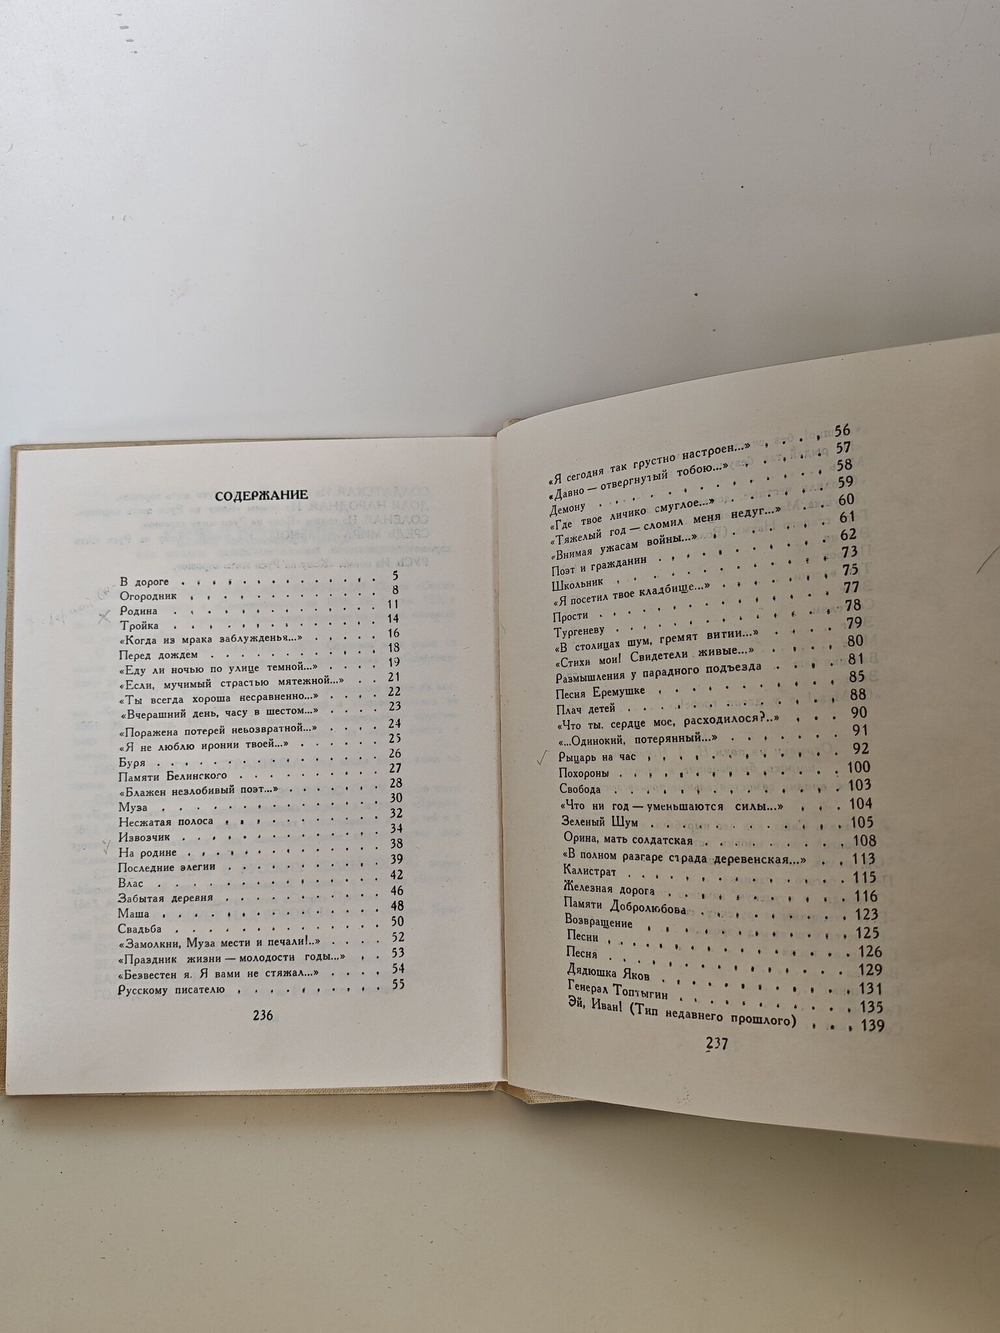 СОДЕРЖАНИЕ
В дороге . . . . . . . . . . . . . 5
Огородник . . . . . . . . . . . . 8
Родина . . . . . . . . . . . . . 11
Тройка . . . . . . . . . . . . . 14
«Когда из мрака заблужденья...» . . . . . 16
Перед дождем . . . . . . . . . . . 18
«Еду ли ночью по улице темной...» . . . . 19
«Если, мучимый страстью мятежной...» . . 21
«Ты всегда хороша несравненно...» . . . . 22
«Вчерашний день, часу в шестом...» . . . . 23
«Поражена потерей невозвратной...» . . . . 24
«Я не люблю иронии твоей...» . . . . . . 25
Буря . . . . . . . . . . . . . . 26
Памяти Белинского . . . . . . . . . 27
«Блажен незлобивый поэт...» . . . . . . 28
Муза . . . . . . . . . . . . . . 30
Несжатая полоса . . . . . . . . . . 32
Извозчик . . . . . . . . . . . . . 34
На родине . . . . . . . . . . . . 38
Последние элегии . . . . . . . . . . 39
Влас . . . . . . . . . . . . . . 42
Забытая деревня . . . . . . . . . . 46
Маша . . . . . . . . . . . . . . 48
Свадьба . . . . . . . . . . . . . 50
«Замолкни, Муза мести и печали!..» . . . . 52
«Праздник жизни — молодости годы...» . . 53
«Безвестен я. Я вами не стяжал...» . . . . 54
Русскому писателю . . . . . . . . . 55
236
«Я сегодня так грустно настроен...» . . . . 56
«Давно — отвергнутый тобою...» . . . . . 57
Демону . . . . . . . . . . . . . 58
«Где твое личико смуглое...» . . . . . . 59
«Тяжелый год — сломил меня недуг...» . . . 60
«Внимая ужасам войны...» . . . . . . . 61
Поэт и гражданин . . . . . . . . . . 62
Школьник . . . . . . . . . . . . 73
«Я посетил твое кладбище...» . . . . . . 75
Прости . . . . . . . . . . . . . 77
Тургеневу . . . . . . . . . . . . 78
«В столицах шум, гремят витии...» . . . . 79
«Стихи мои! Свидетели живые...» . . . . . 80
Размышления у парадного подъезда . . . . 81
Песня Еремушке . . . . . . . . . . 85
Плач детей . . . . . . . . . . . . 88
«Что ты, сердце мое, расходилося?..» . . . 90
«...Одинокий, потерянный...» . . . . . . 91
Рыцарь на час . . . . . . . . . . . 92
Похороны . . . . . . . . . . . . 100
Свобода . . . . . . . . . . . . . 103
«Что ни год — уменьшаются силы...» . . . 104
Зеленый Шум . . . . . . . . . . . 105
Орина, мать солдатская . . . . . . . . 108
«В полном разгаре страда деревенская...» . . 113
Калистрат . . . . . . . . . . . . 115
Железная дорога . . . . . . . . . . 116
Памяти Добролюбова . . . . . . . . . 123
Возвращение . . . . . . . . . . . 125
Песни . . . . . . . . . . . . . . 126
Песня . . . . . . . . . . . . . . 129
Дядюшка Яков . . . . . . . . . . . 131
Генерал Топтыгин . . . . . . . . . . 135
Эй, Иван! (Тип недавнего прошлого) . . . 139
237